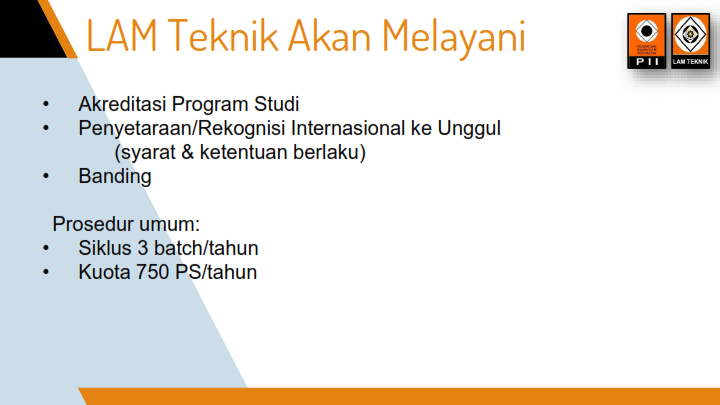 LAM Teknik Akan Melayani
PII
LAM TEKNIK
• Akreditasi Program Studi
• Penyetaraan/Rekognisi Internasional ke Unggul
(syarat & ketentuan berlaku)
• Banding
Prosedur umum:
• Siklus 3 batch/tahun
• Kuota 750 PS/tahun